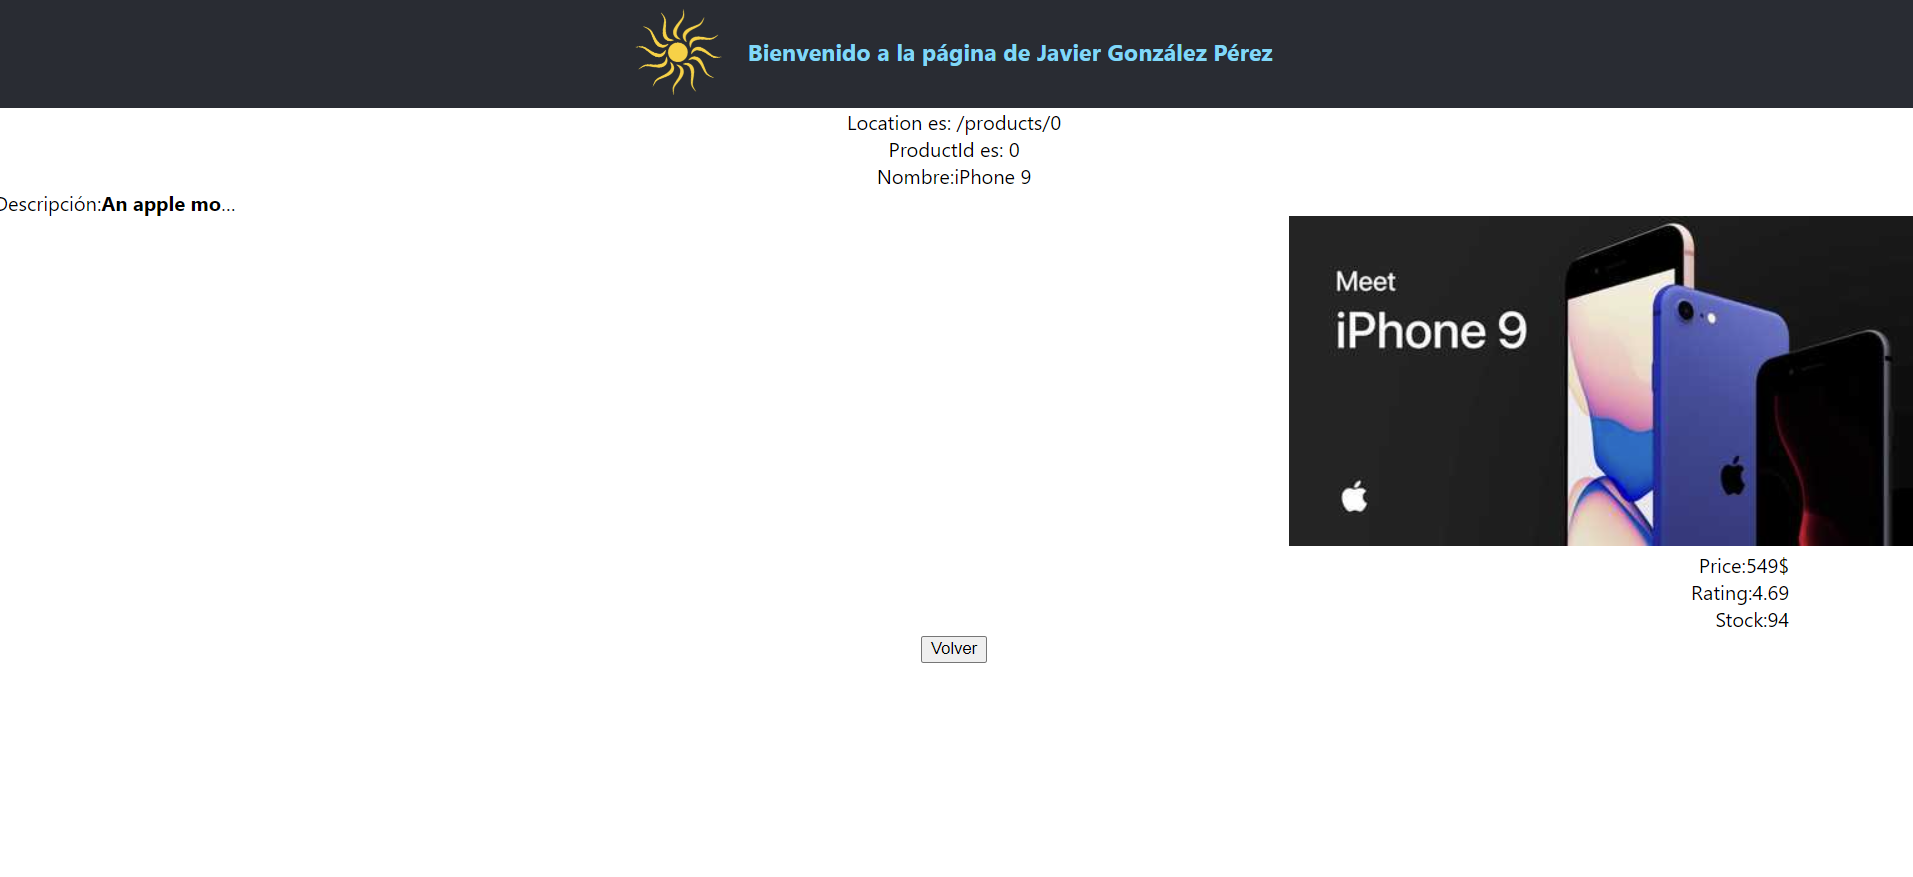 Bienvenido a la página de Javier González Pérez
Location es: /products/0
ProductId es: 0
Nombre:iPhone 9
Descripción:An apple mo...
Meet
iPhone 9
Price:549$
Rating:4.69
Stock:94
Volver